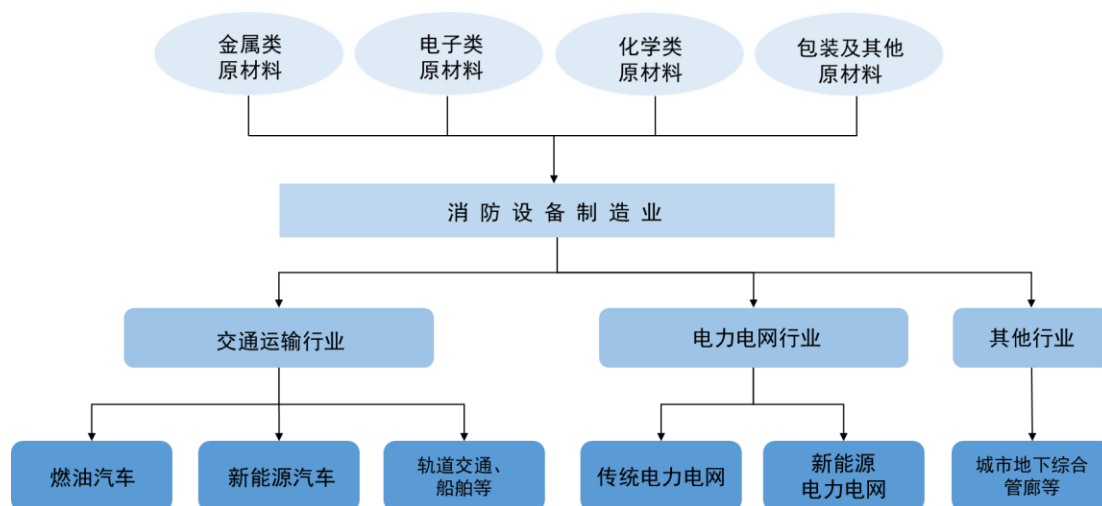 金属类
原材料
电子类
原材料
化学类
原材料
包装及其他
原材料
消防设备制造业
交通运输行业
电力电网行业
其他行业
燃油汽车
新能源汽车
轨道交通、
船舶等
传统电力电网
新能源
电力电网
城市地下综合
管廊等